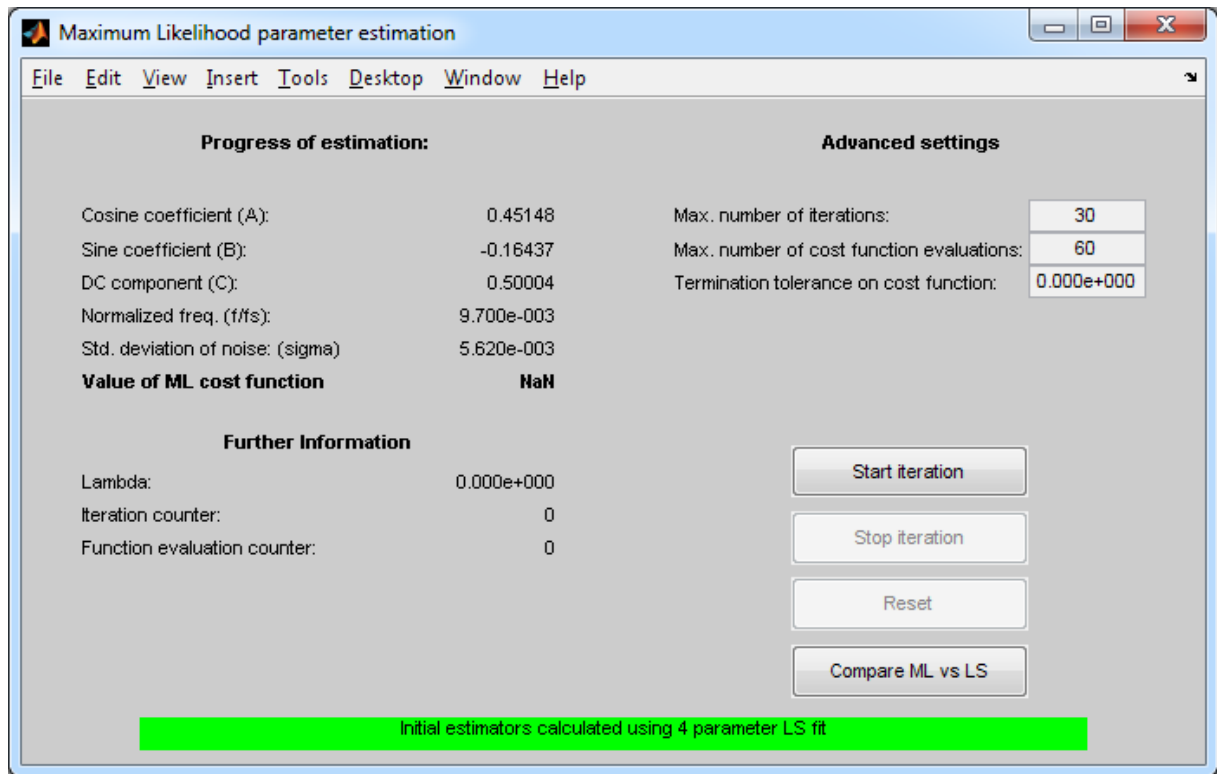 Maximum Likelihood parameter estimation
File Edit View Insert Tools Desktop Window Help
Progress of estimation:
Cosine coefficient (A): 0.45148
Sine coefficient (B): -0.16437
DC component (C): 0.50004
Normalized freq. (f/fs): 9.700e-003
Std. deviation of noise: (sigma) 5.620e-003
Value of ML cost function NaN
Further Information
Lambda: 0.000e+000
Iteration counter: 0
Function evaluation counter: 0
Advanced settings
Max. number of iterations: 30
Max. number of cost function evaluations: 60
Termination tolerance on cost function: 0.000e+000
Start iteration
Stop iteration
Reset
Compare ML vs LS
Initial estimators calculated using 4 parameter LS fit